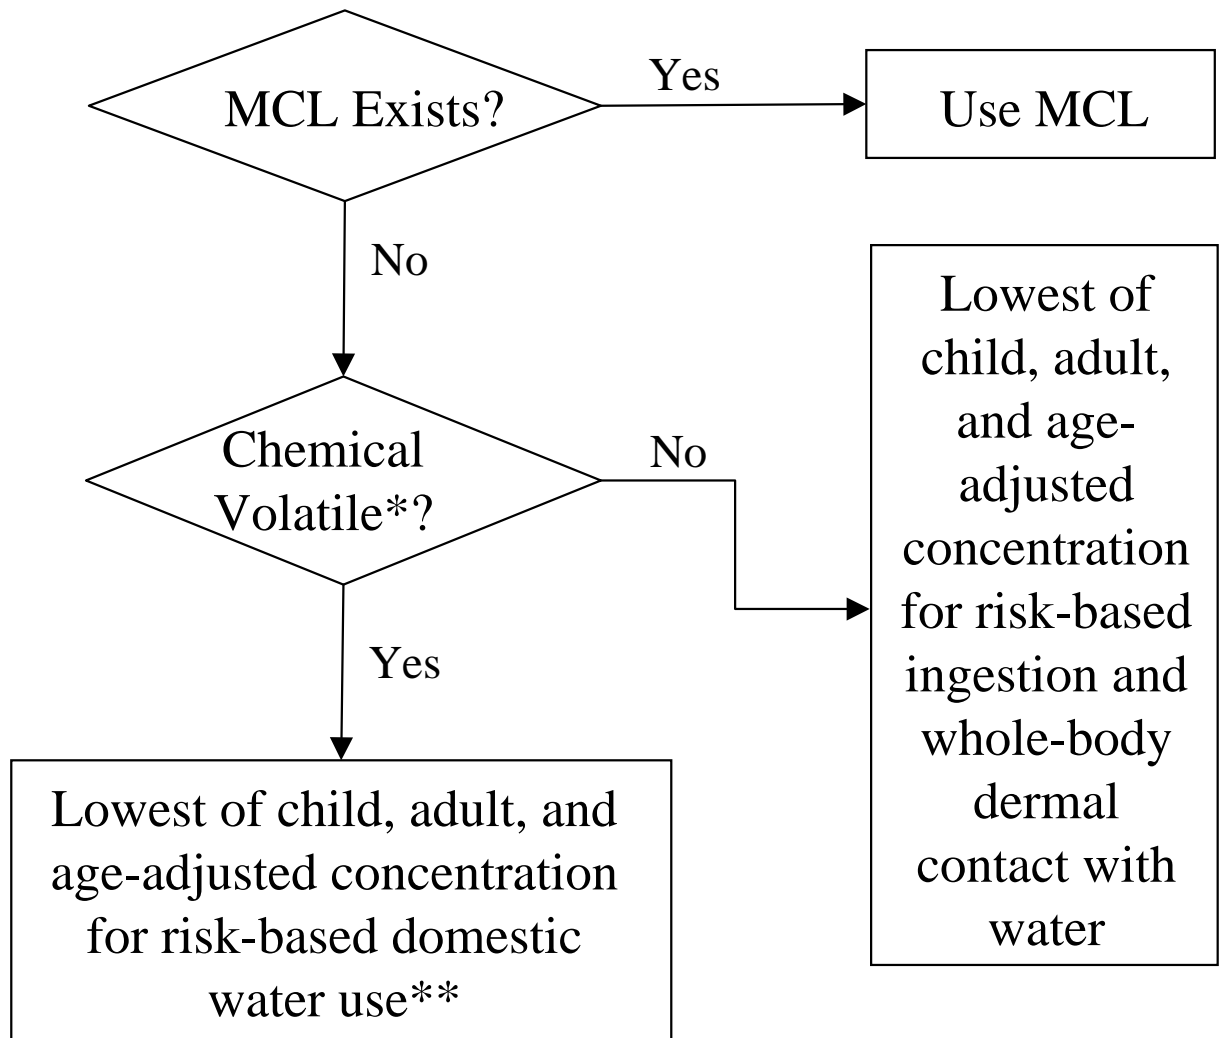 MCL Exists?
Yes
Use MCL
No
Chemical
Volatile*?
No
Lowest of
child, adult,
and age-
adjusted
concentration
for risk-based
ingestion and
whole-body
dermal
contact with
water
Yes
Lowest of child, adult, and
age-adjusted concentration
for risk-based domestic
water use**